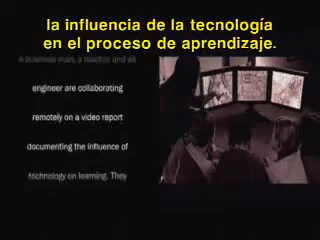 la influencia de la tecnología
en el proceso de aprendizaje.
A business man, a teacher and an
engineer are collaborating
remotely on a video report
documenting the influence of
technology on learning. They